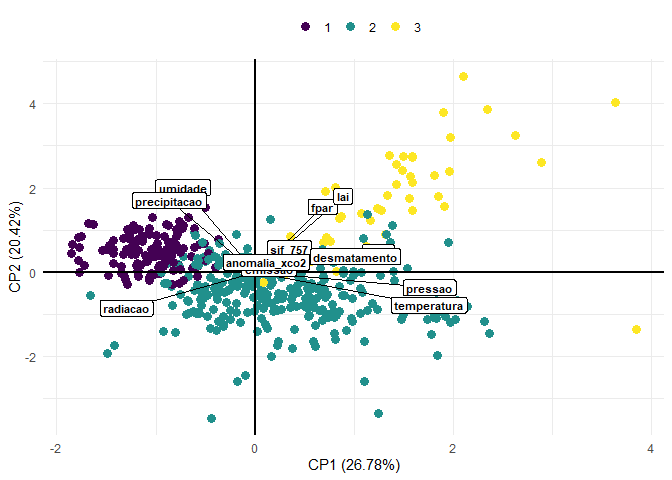 1 2 3
4
umidade
precipitacao
2
lai
fpar
sif_757
desmatamento
anomalia_xco2
emissao
0
pressao
radiacao
temperatura
-2
CP2 (20.42%)
-2 0 2 4
CP1 (26.78%)